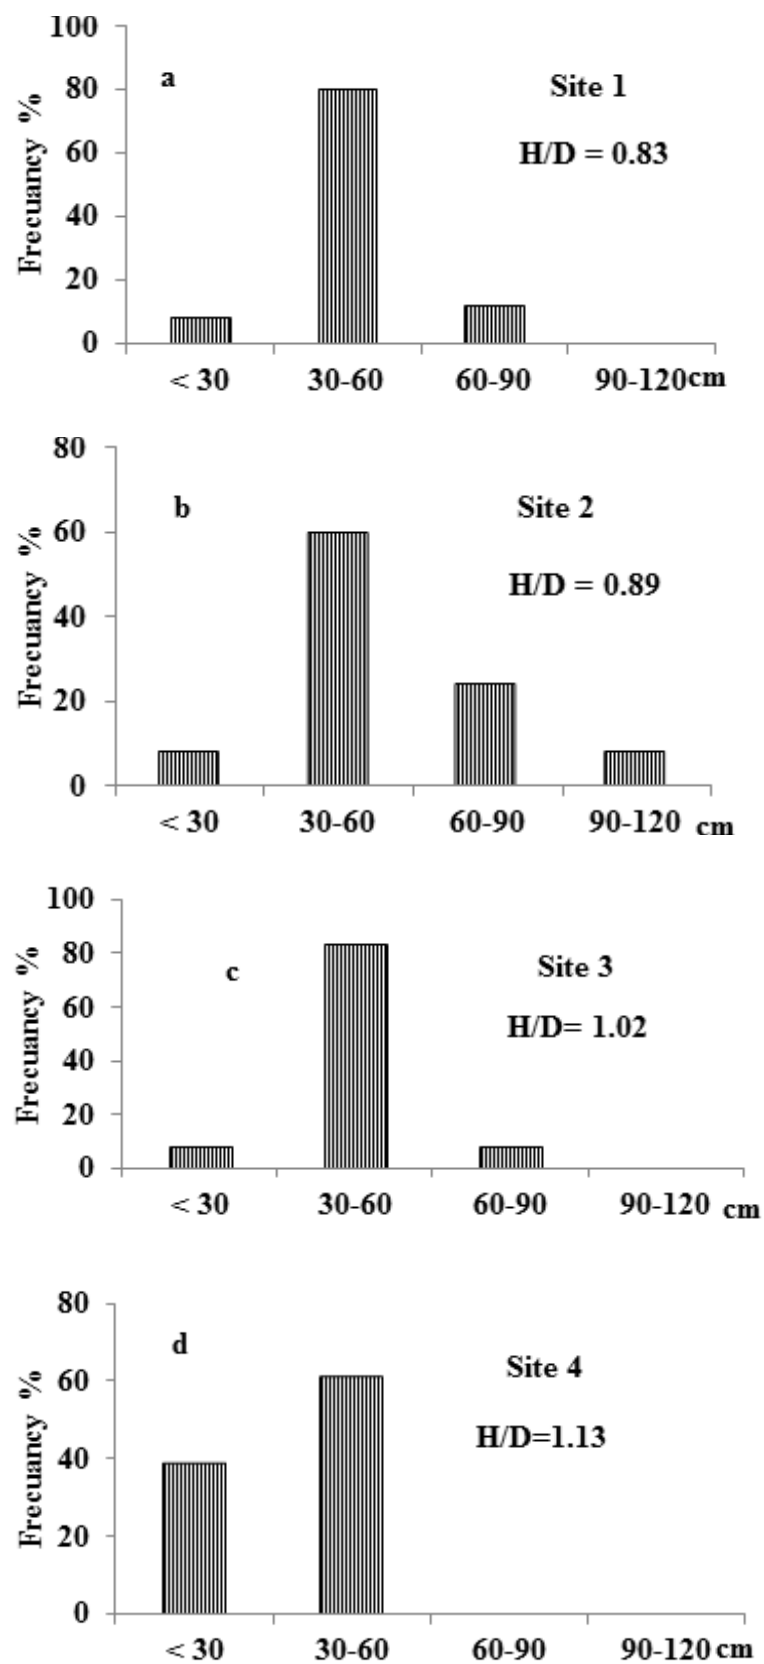 100
80
60
40
20
0
Frecuancy %
a
Site 1
H/D = 0.83
< 30 30-60 60-90 90-120 cm
80
60
40
20
0
Frecuancy %
b
Site 2
H/D = 0.89
< 30 30-60 60-90 90-120 cm
100
80
60
40
20
0
Frecuancy %
c
Site 3
H/D= 1.02
< 30 30-60 60-90 90-120 cm
80
60
40
20
0
Frecuancy %
d
Site 4
H/D=1.13
< 30 30-60 60-90 90-120 cm